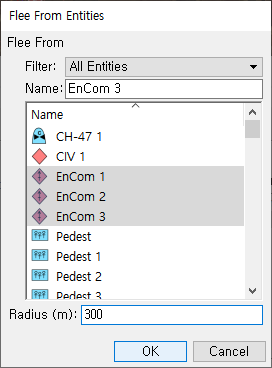 Flee From Entities
Flee From
Filter: All Entities
Name: EnCom 3
Name
CH-47 1
CIV 1
EnCom 1
EnCom 2
EnCom 3
Pedest
Pedest 1
Pedest 2
Pedest 3
Radius (m): 300
OK Cancel